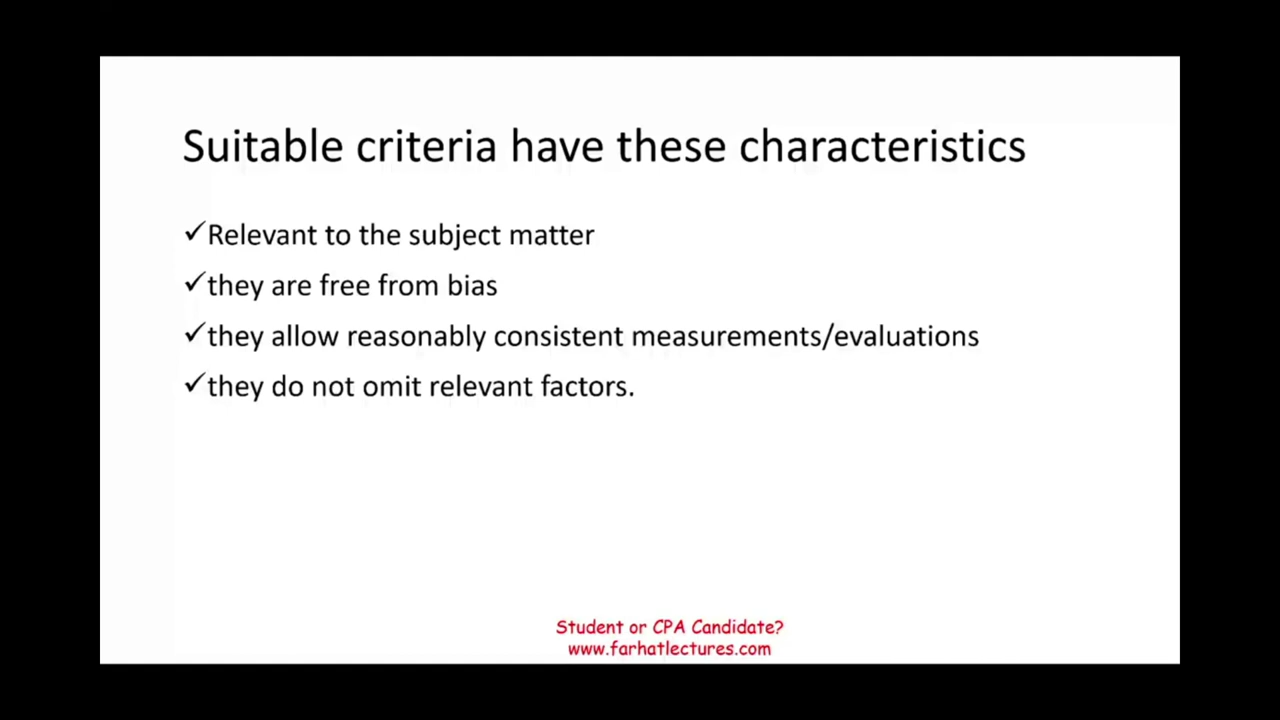 Suitable criteria have these characteristics
✓Relevant to the subject matter
✓they are free from bias
✓they allow reasonably consistent measurements/evaluations
✓they do not omit relevant factors.
Student or CPA Candidate?
www.farhatlectures.com